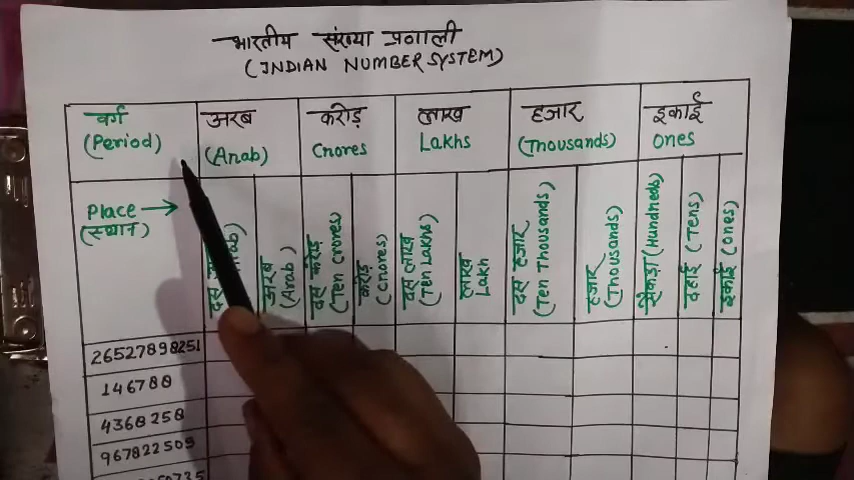 भारतीय संख्या प्रणाली
(INDIAN NUMBER SYSTEM)
वर्ग अरब करोड़ लाख हजार इकाई
(Period) (Arab) Crores Lakhs (Thousands) ones
Place →
(स्थान)
दस
अरब
(Arab)
दस करोड़
(Ten Crores)
करोड़
(Crores)
दस लाख
(Ten Lakhs)
लाख
Lakh
दस हजार
(Ten Thousands)
हजार
(Thousands)
सैकड़ा (Hundreds)
दहाई (Tens)
इकाई (Ones)
26527898251
146788
4368258
967822509